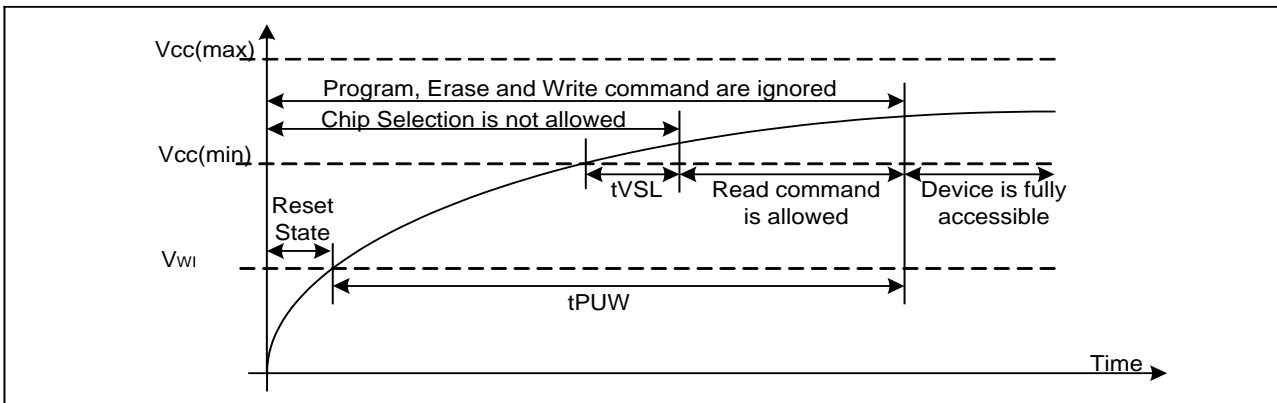 Vcc(max)
Program, Erase and Write command are ignored
Chip Selection is not allowed
Vcc(min)
tVSL
Read command
is allowed
Device is fully
accessible
Reset
State
VWI
tPUW
Time